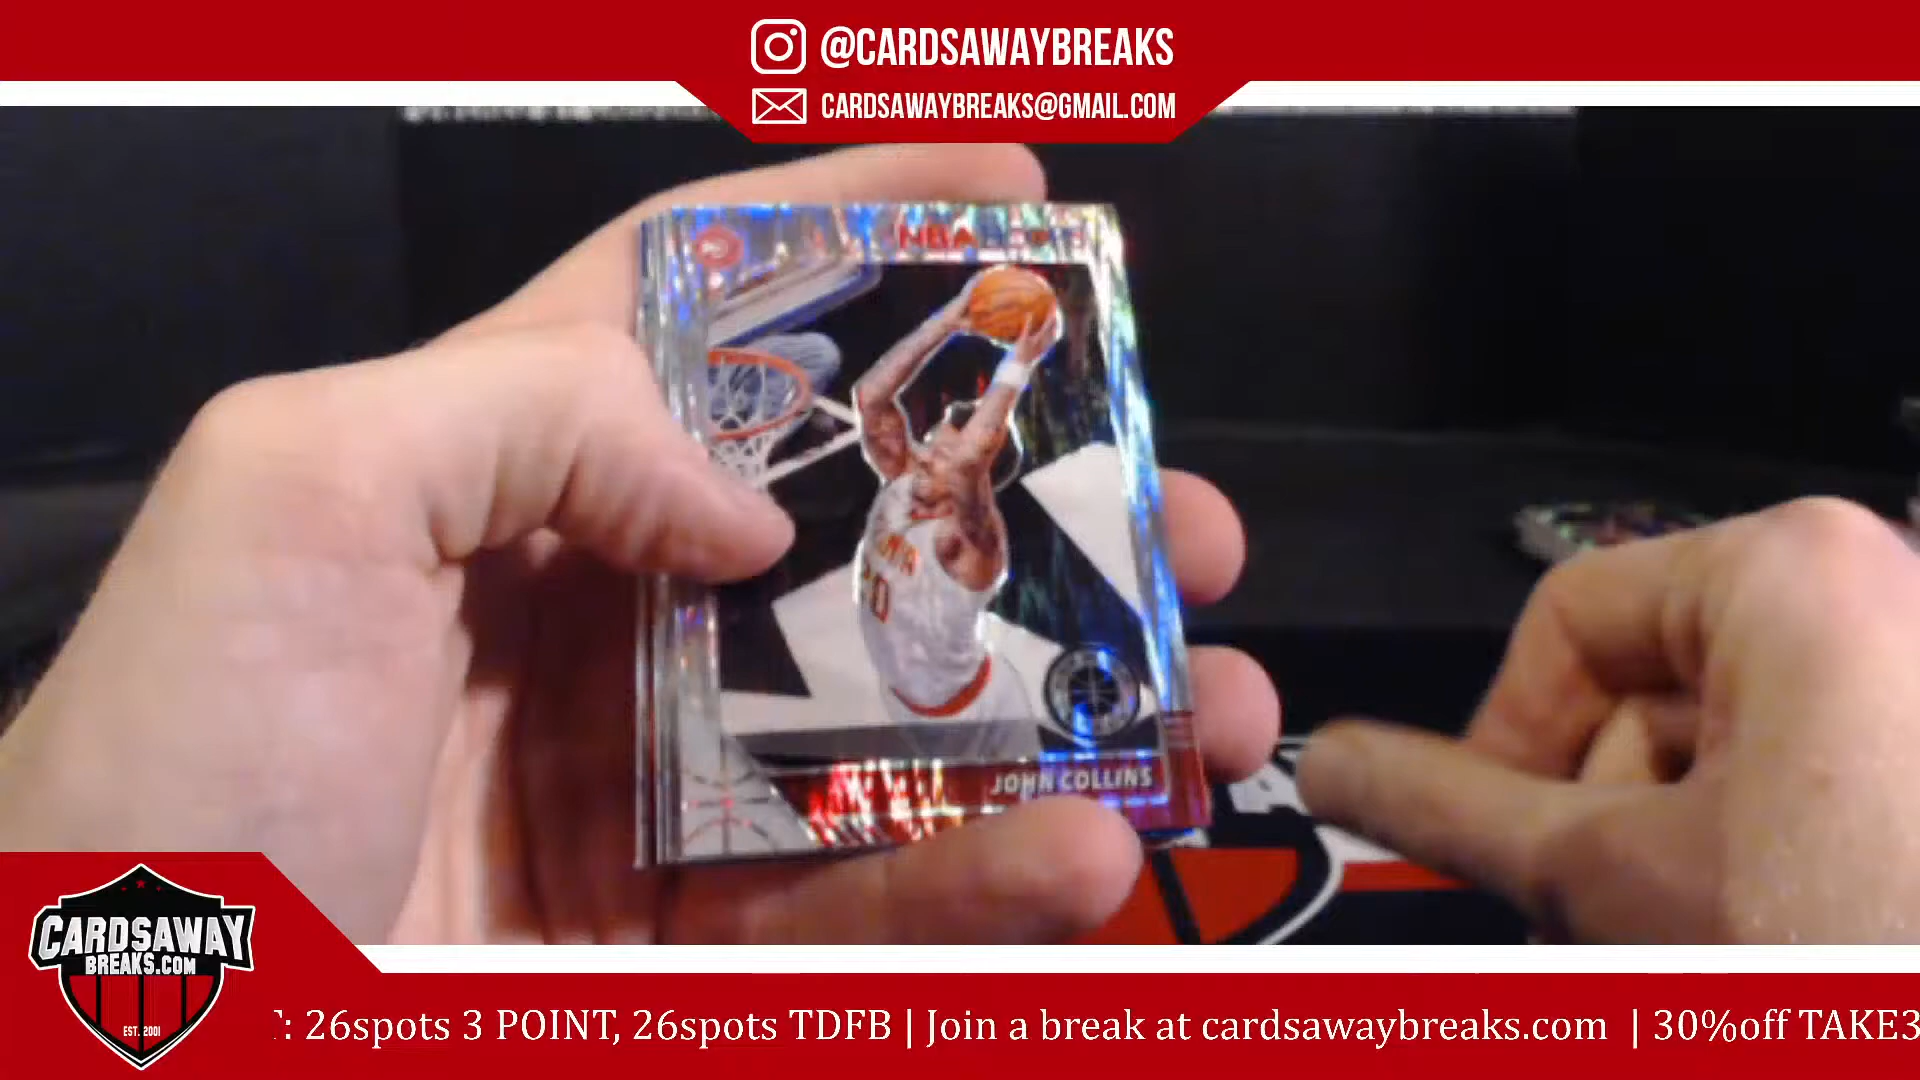 @CARDSAWAYBREAKS
CARDSAWAYBREAKS@GMAIL.COM
NBA
JOHN COLLINS
CARDSAWAY
BREAKS.COM
EST. 2001
: 26spots 3 POINT, 26spots TDFB | Join a break at cardsawaybreaks.com | 30%off TAKE3